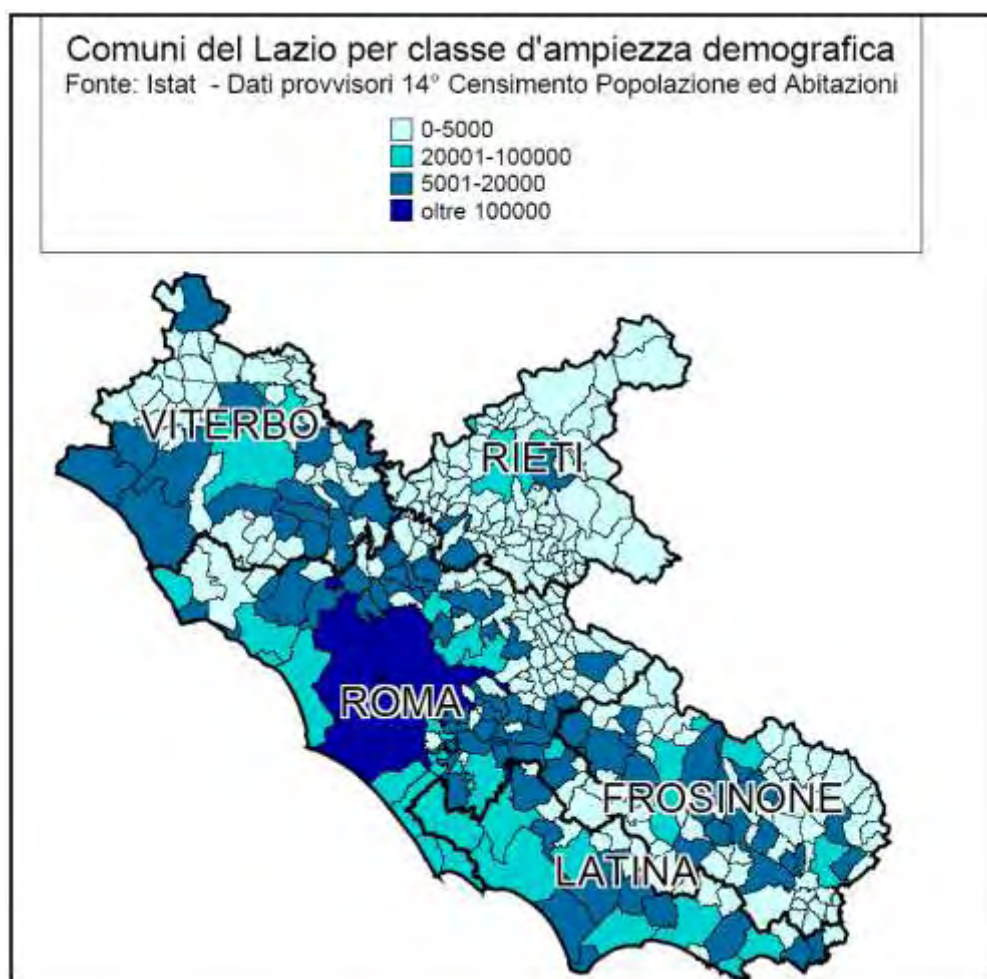 Comuni del Lazio per classe d'ampiezza demografica
Fonte: Istat - Dati provvisori 14° Censimento Popolazione ed Abitazioni
0-5000
20001-100000
5001-20000
oltre 100000
VITERBO
RIETI
ROMA
FROSINONE
LATINA